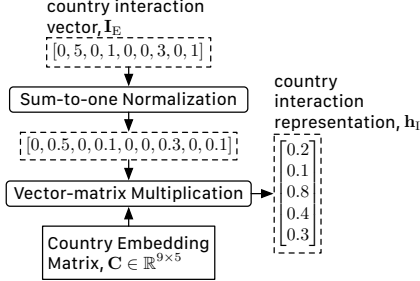 country interaction
vector, I_E
[0, 5, 0, 1, 0, 0, 3, 0, 1]
Sum-to-one Normalization
[0, 0.5, 0, 0.1, 0, 0, 0.3, 0, 0.1]
Vector-matrix Multiplication
Country Embedding
Matrix, C ∈ ℝ^{9×5}
country
interaction
representation, h_I
0.2
0.1
0.8
0.4
0.3